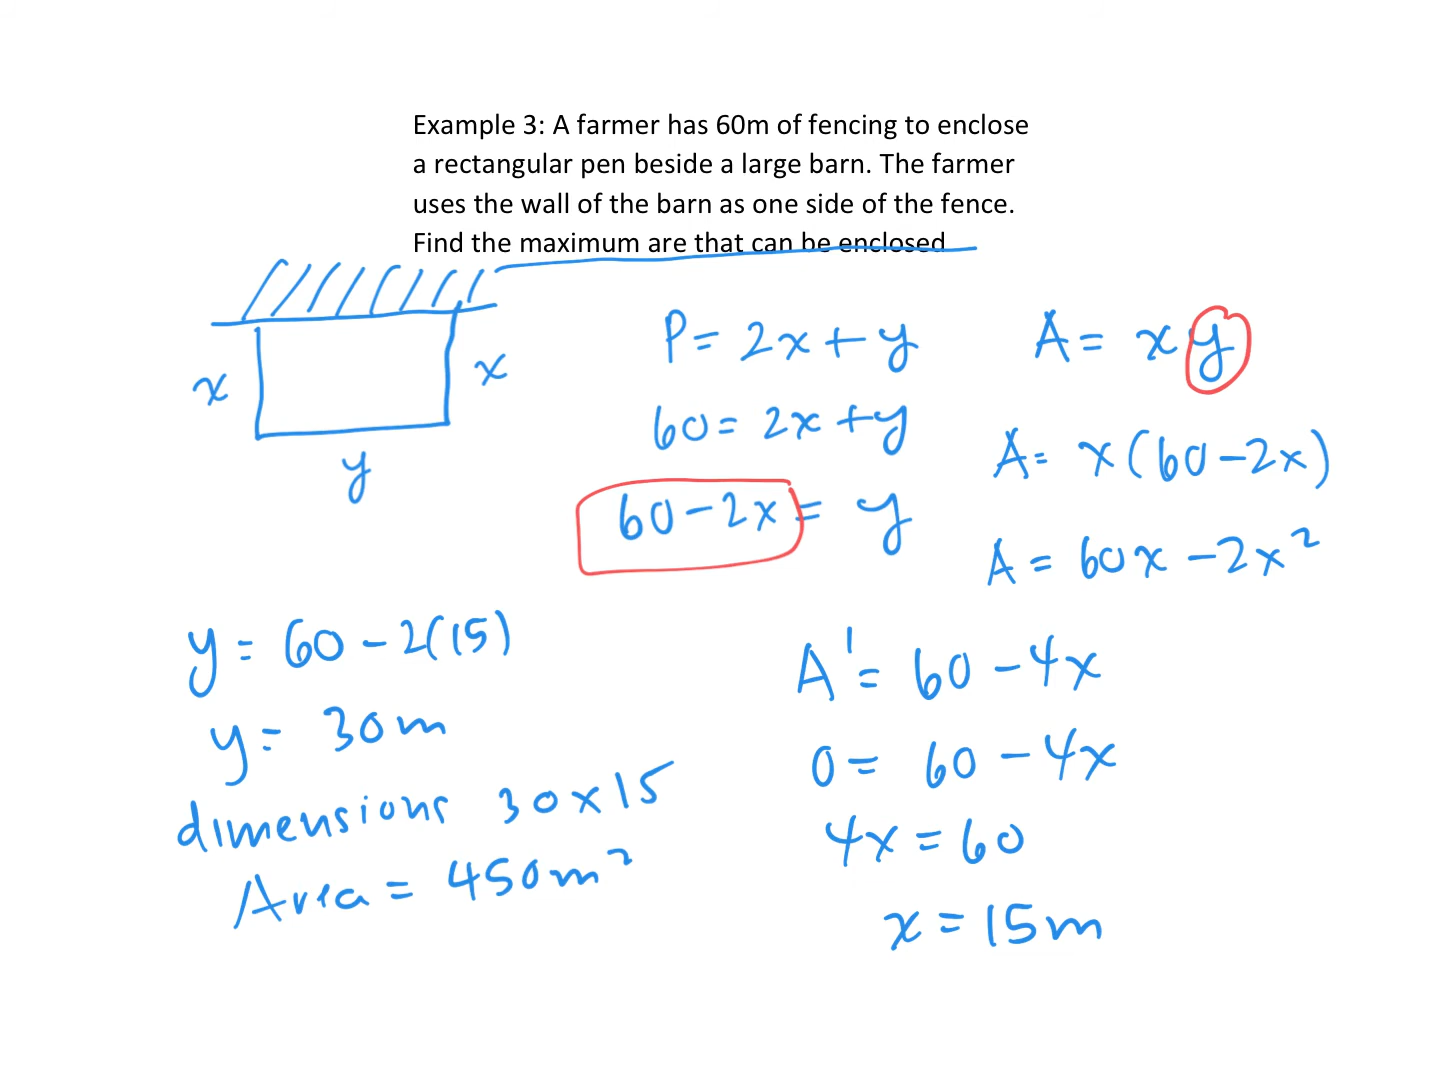 Example 3: A farmer has 60m of fencing to enclose
a rectangular pen beside a large barn. The farmer
uses the wall of the barn as one side of the fence.
Find the maximum are that can be enclosed
x
x
y
P = 2x + y
60 = 2x + y
60 - 2x = y
A = xy
A = x(60 - 2x)
A = 60x - 2x²
A' = 60 - 4x
0 = 60 - 4x
4x = 60
x = 15m
y = 60 - 2(15)
y = 30m
dimensions 30 x 15
Area = 450m²